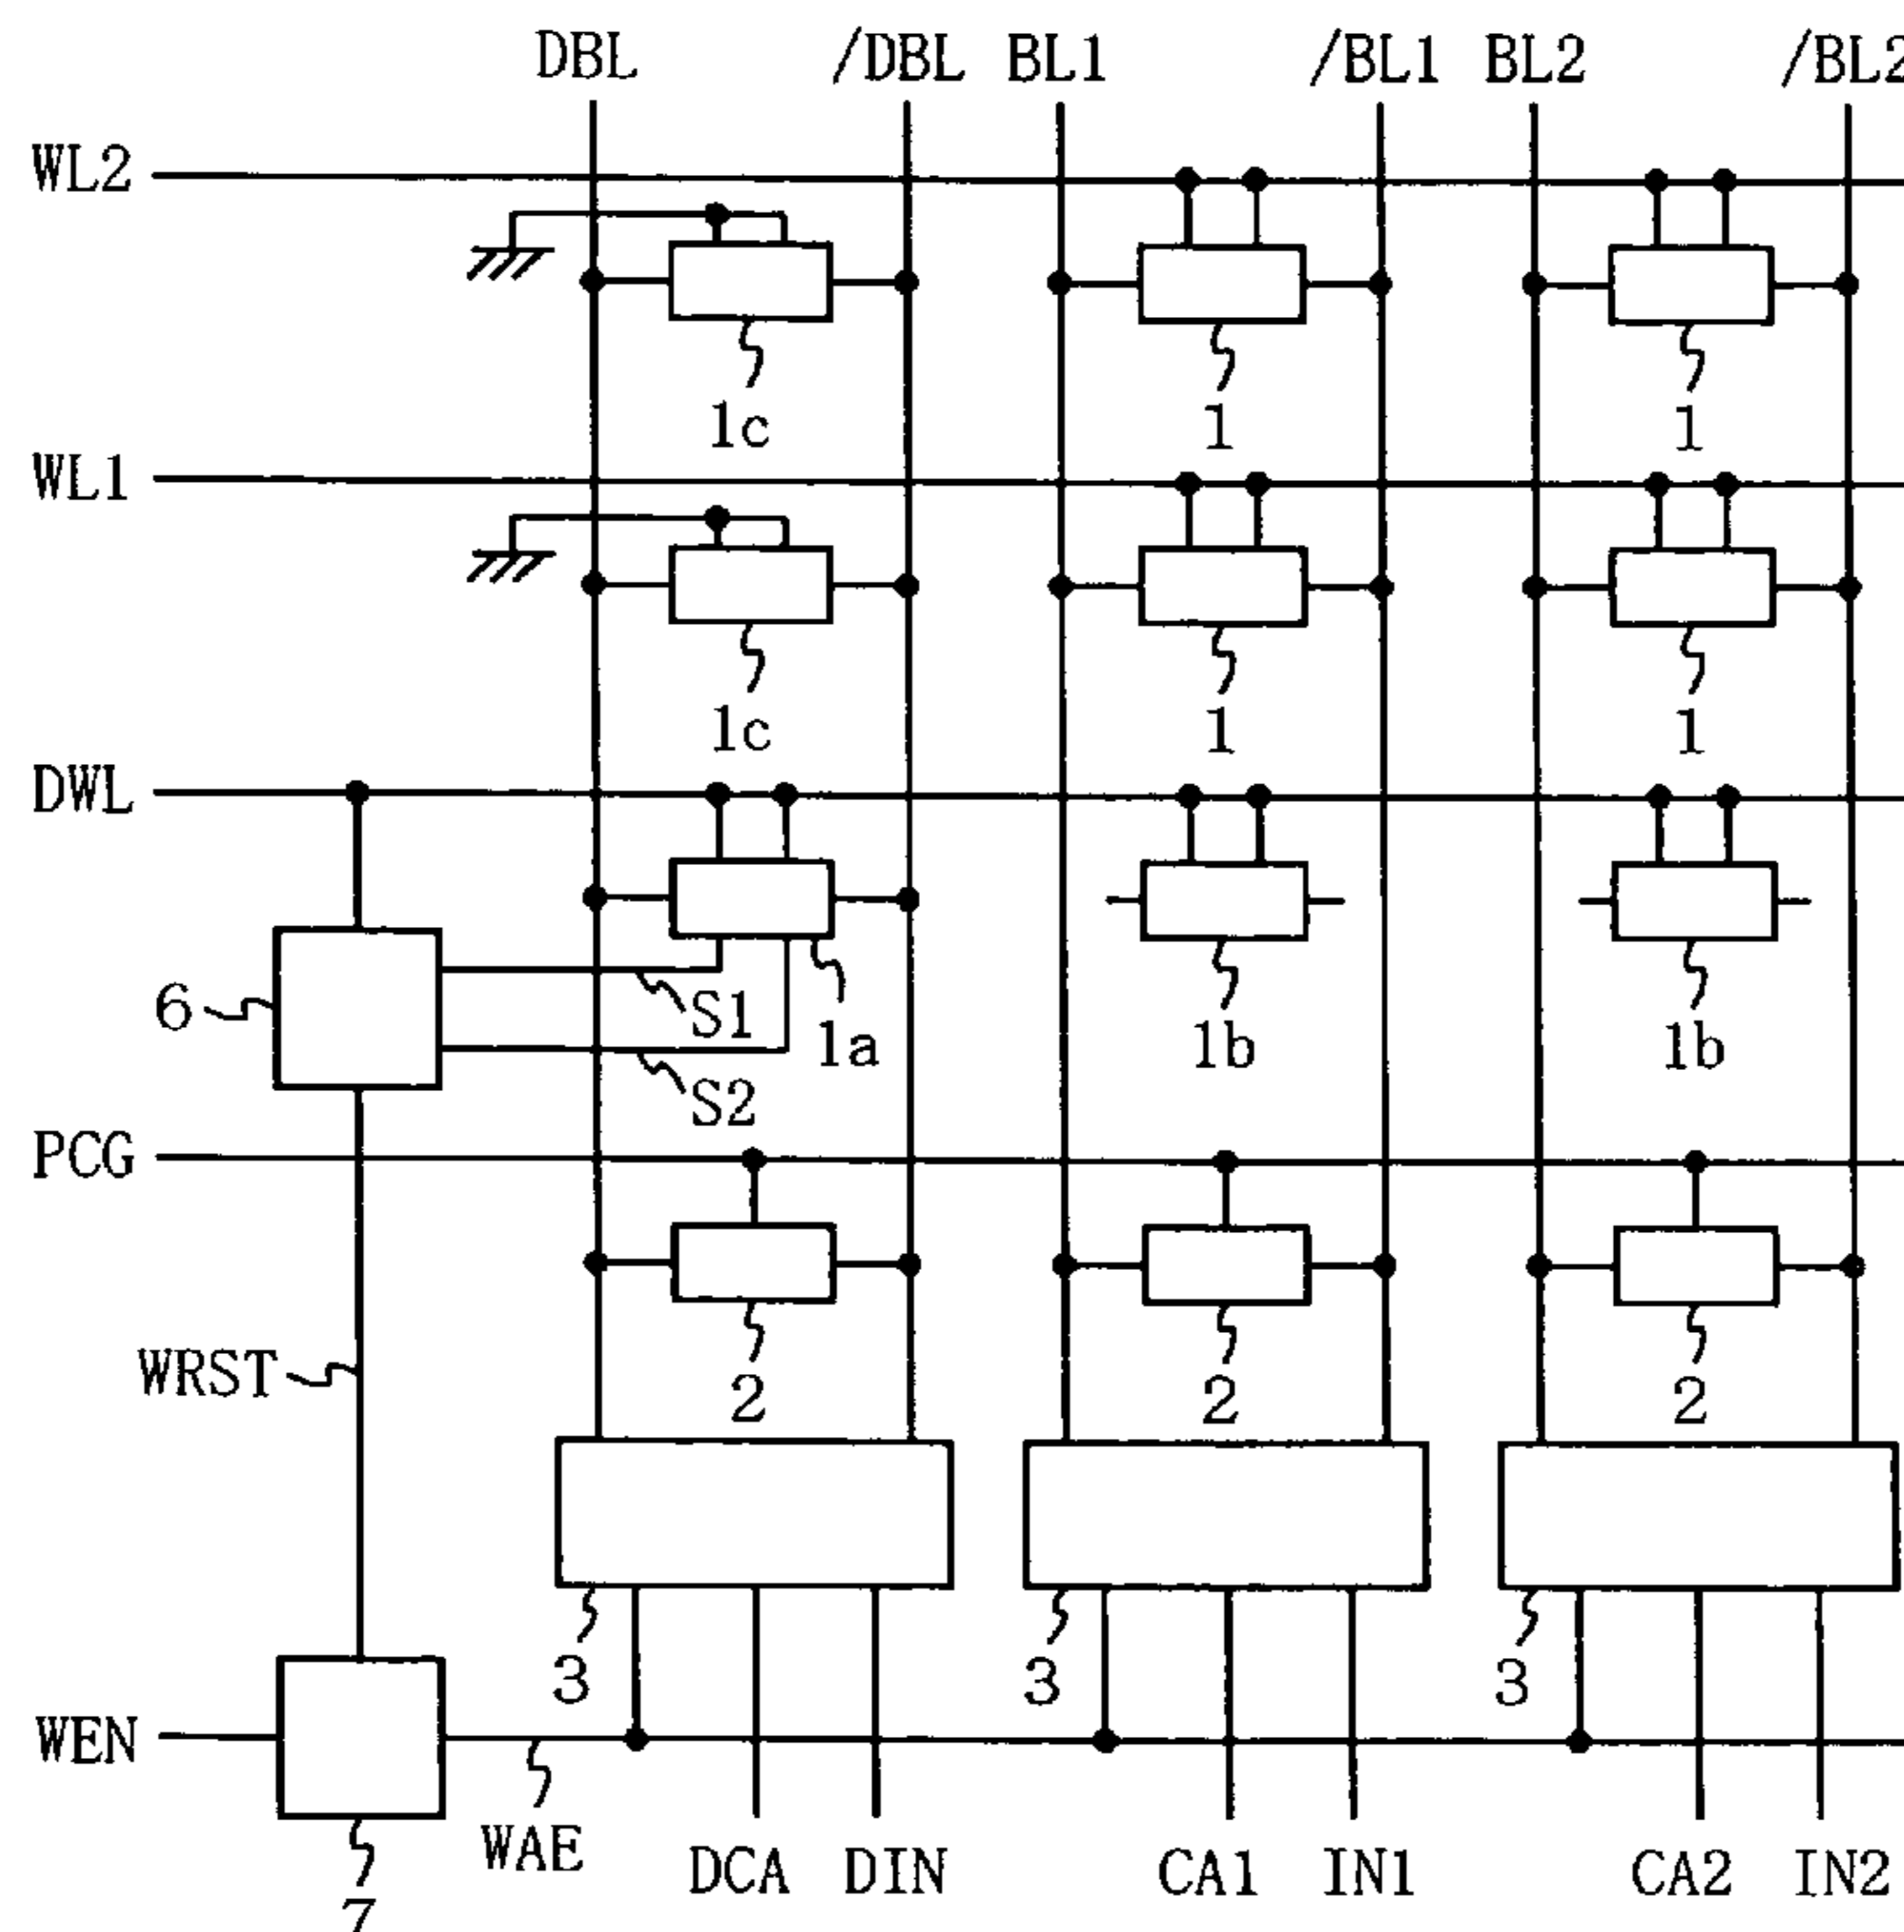 DBL /DBL BL1 /BL1 BL2 /BL2
WL2
1c 1 1
WL1
1c 1 1
DWL
6 S1 1a 1b 1b
S2
PCG
WRST 2 2 2
3 3 3
WEN
WAE DCA DIN CA1 IN1 CA2 IN2
7